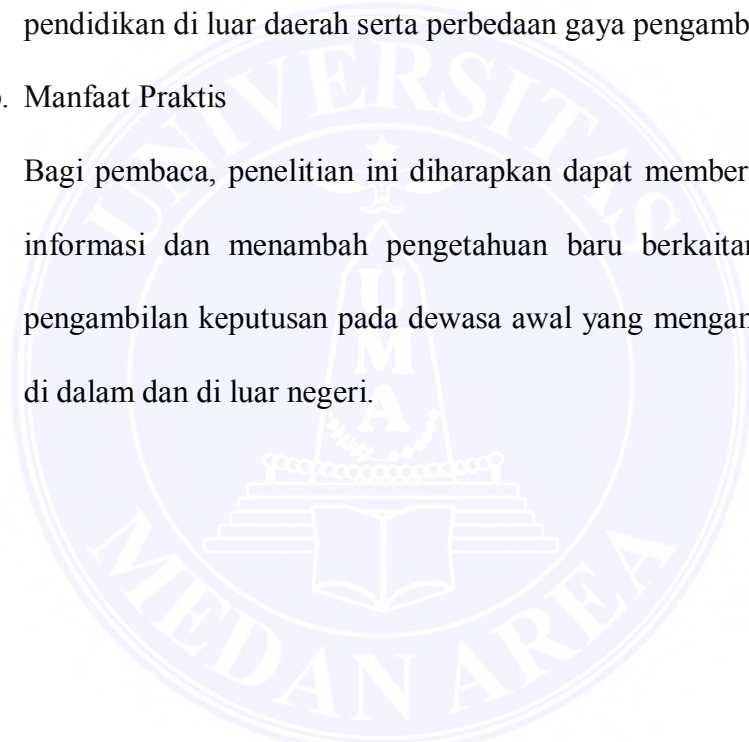 pendidikan di luar daerah serta perbedaan gaya pengamb
. Manfaat Praktis
Bagi pembaca, penelitian ini diharapkan dapat member
informasi dan menambah pengetahuan baru berkaitan
pengambilan keputusan pada dewasa awal yang mengan
di dalam dan di luar negeri.
UNIVERSITAS
UMA
MEDAN AREA